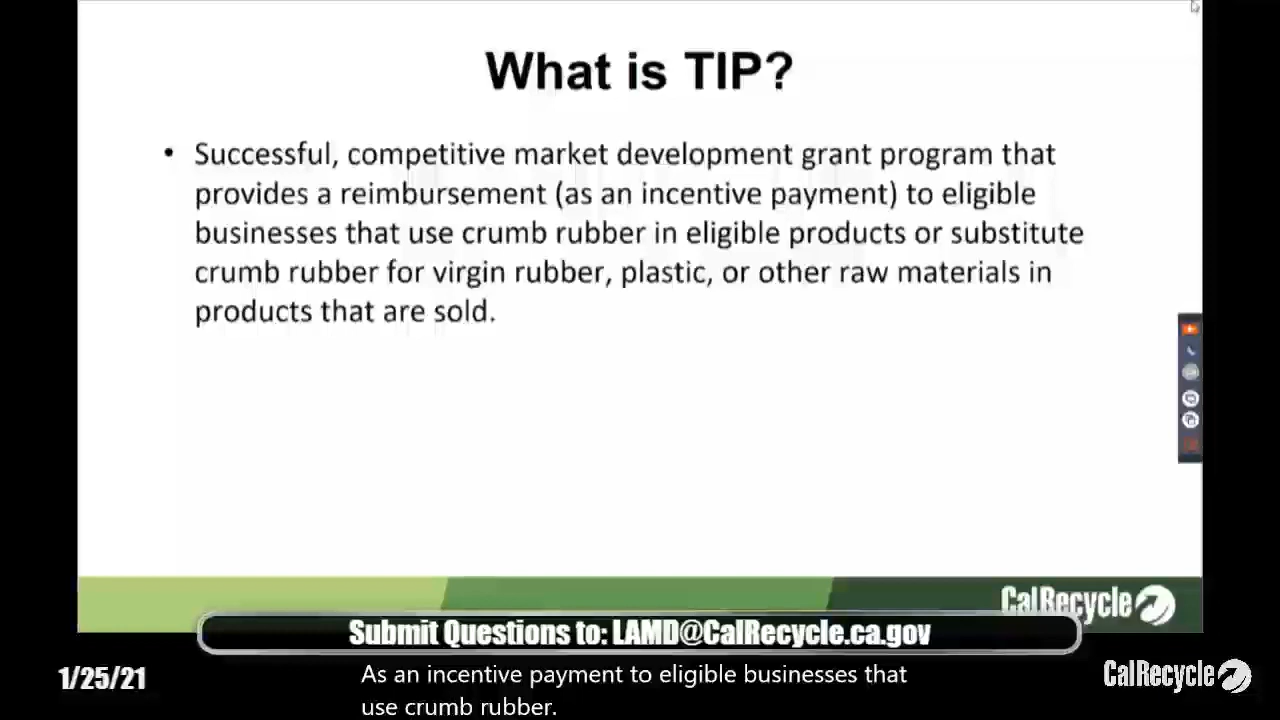 What is TIP?
• Successful, competitive market development grant program that
provides a reimbursement (as an incentive payment) to eligible
businesses that use crumb rubber in eligible products or substitute
crumb rubber for virgin rubber, plastic, or other raw materials in
products that are sold.
CalRecycle
Submit Questions to: LAMD@CalRecycle.ca.gov
1/25/21
As an incentive payment to eligible businesses that
use crumb rubber.
CalRecycle